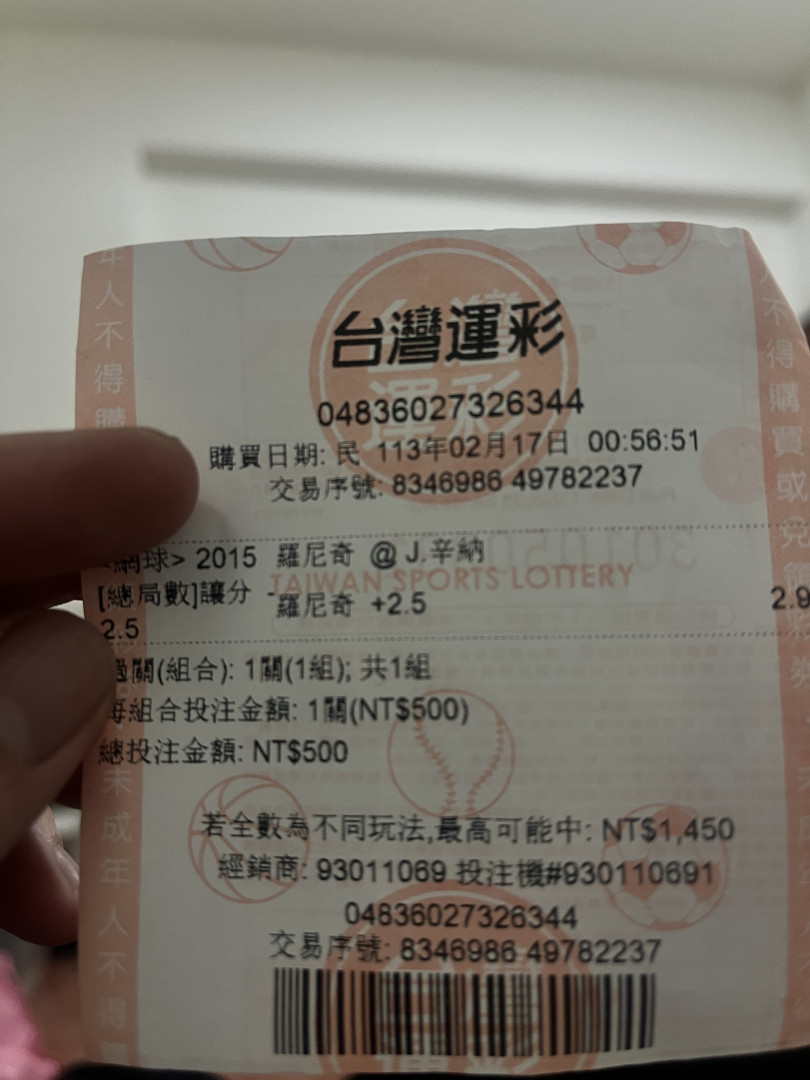 台灣運彩
04836027326344
購買日期: 民 113年02月17日 00:56:51
交易序號: 8346986 49782237
網球> 2015 羅尼奇 @ J.辛納
TAIWAN SPORTS LOTTERY
[總局數]讓分 - 羅尼奇 +2.5 2.9
2.5
過關(組合): 1關(1組); 共1組
每組合投注金額: 1關(NT$500)
總投注金額: NT$500
若全數為不同玩法,最高可能中: NT$1,450
經銷商: 93011069 投注機#930110691
04836027326344
交易序號: 8346986 49782237
年人不得購
未成年人不得
人不得購買或兌